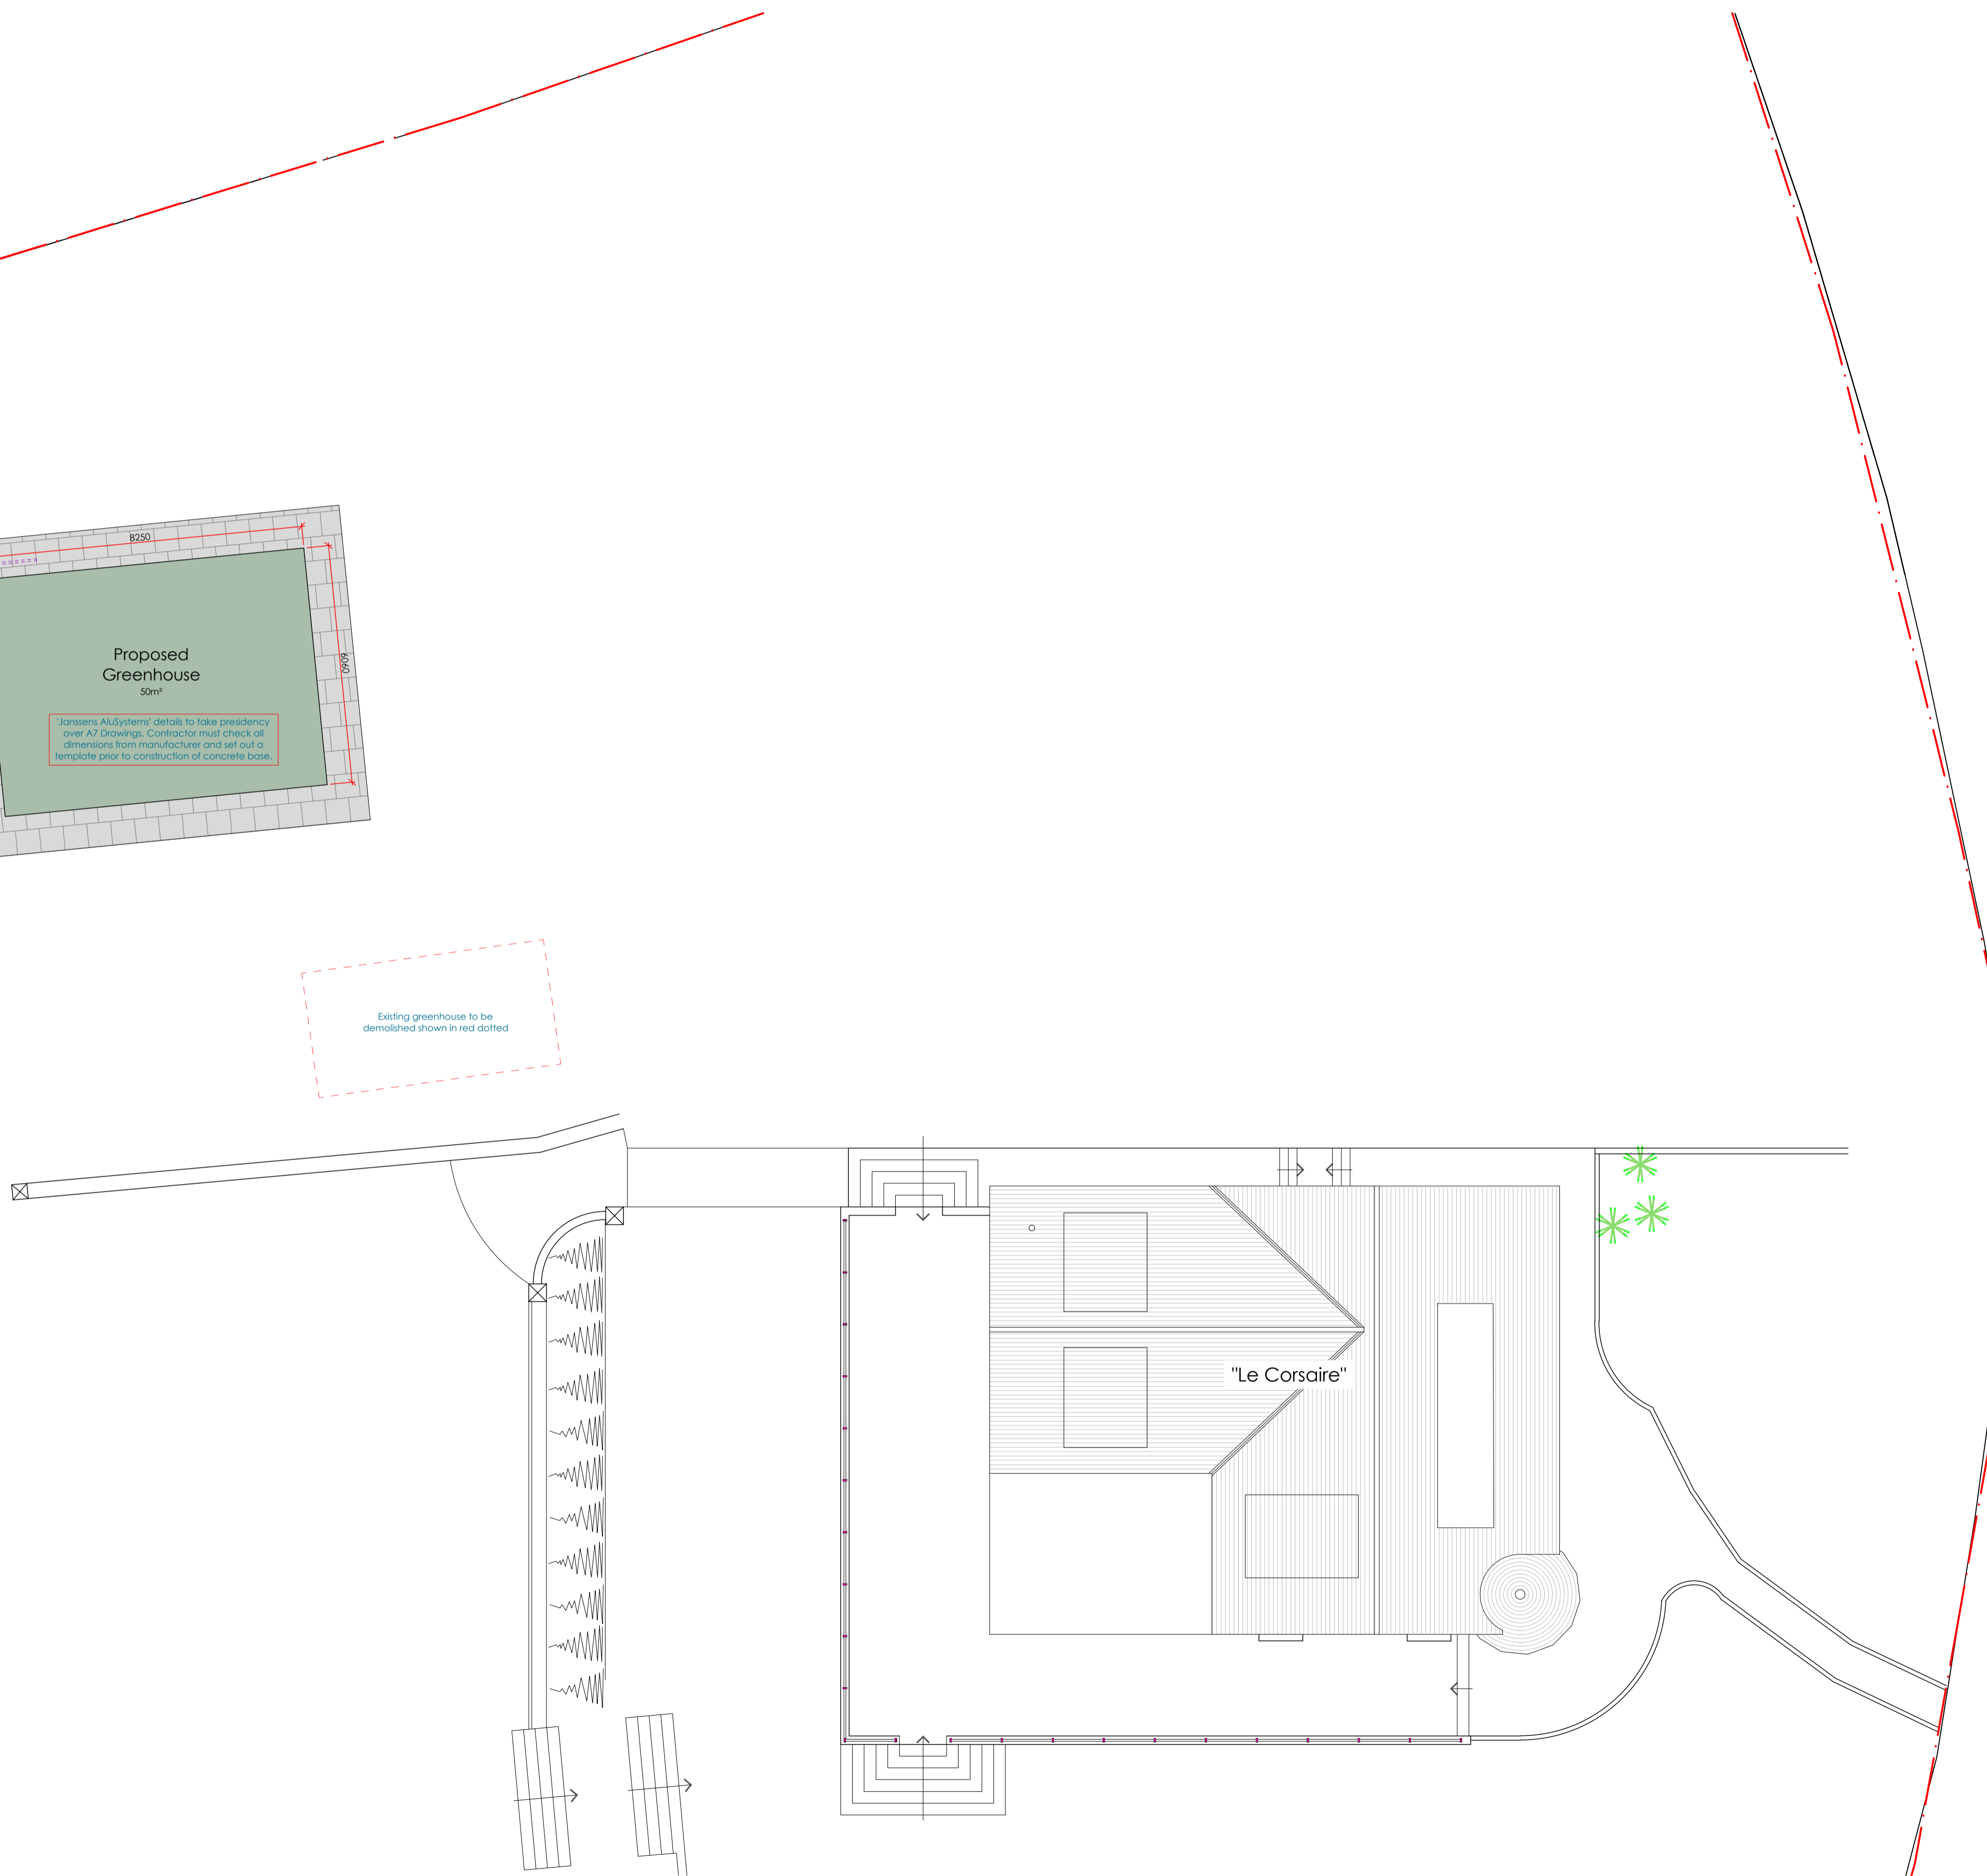 8250
6060
Proposed
Greenhouse
50m²
'Janssens AluSystems' details to take presidency
over A7 Drawings. Contractor must check all
dimensions from manufacturer and set out a
template prior to construction of concrete base.
Existing greenhouse to be
demolished shown in red dotted
"Le Corsaire"